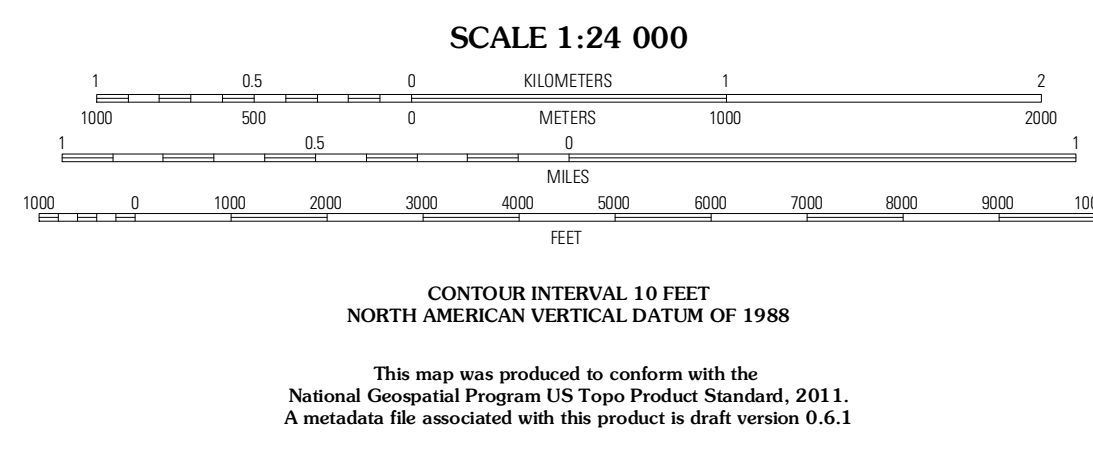 SCALE 1:24 000
1 0.5 0 KILOMETERS 1 2
1000 500 0 METERS 1000 2000
1 0.5 0 1
MILES
1000 0 1000 2000 3000 4000 5000 6000 7000 8000 9000
FEET
CONTOUR INTERVAL 10 FEET
NORTH AMERICAN VERTICAL DATUM OF 1988
This map was produced to conform with the
National Geospatial Program US Topo Product Standard, 2011.
A metadata file associated with this product is draft version 0.6.1